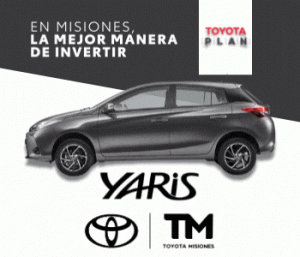 EN MISIONES,
LA MEJOR MANERA
DE INVERTIR
TOYOTA
PLAN
YARIS
TM
TOYOTA MISIONES